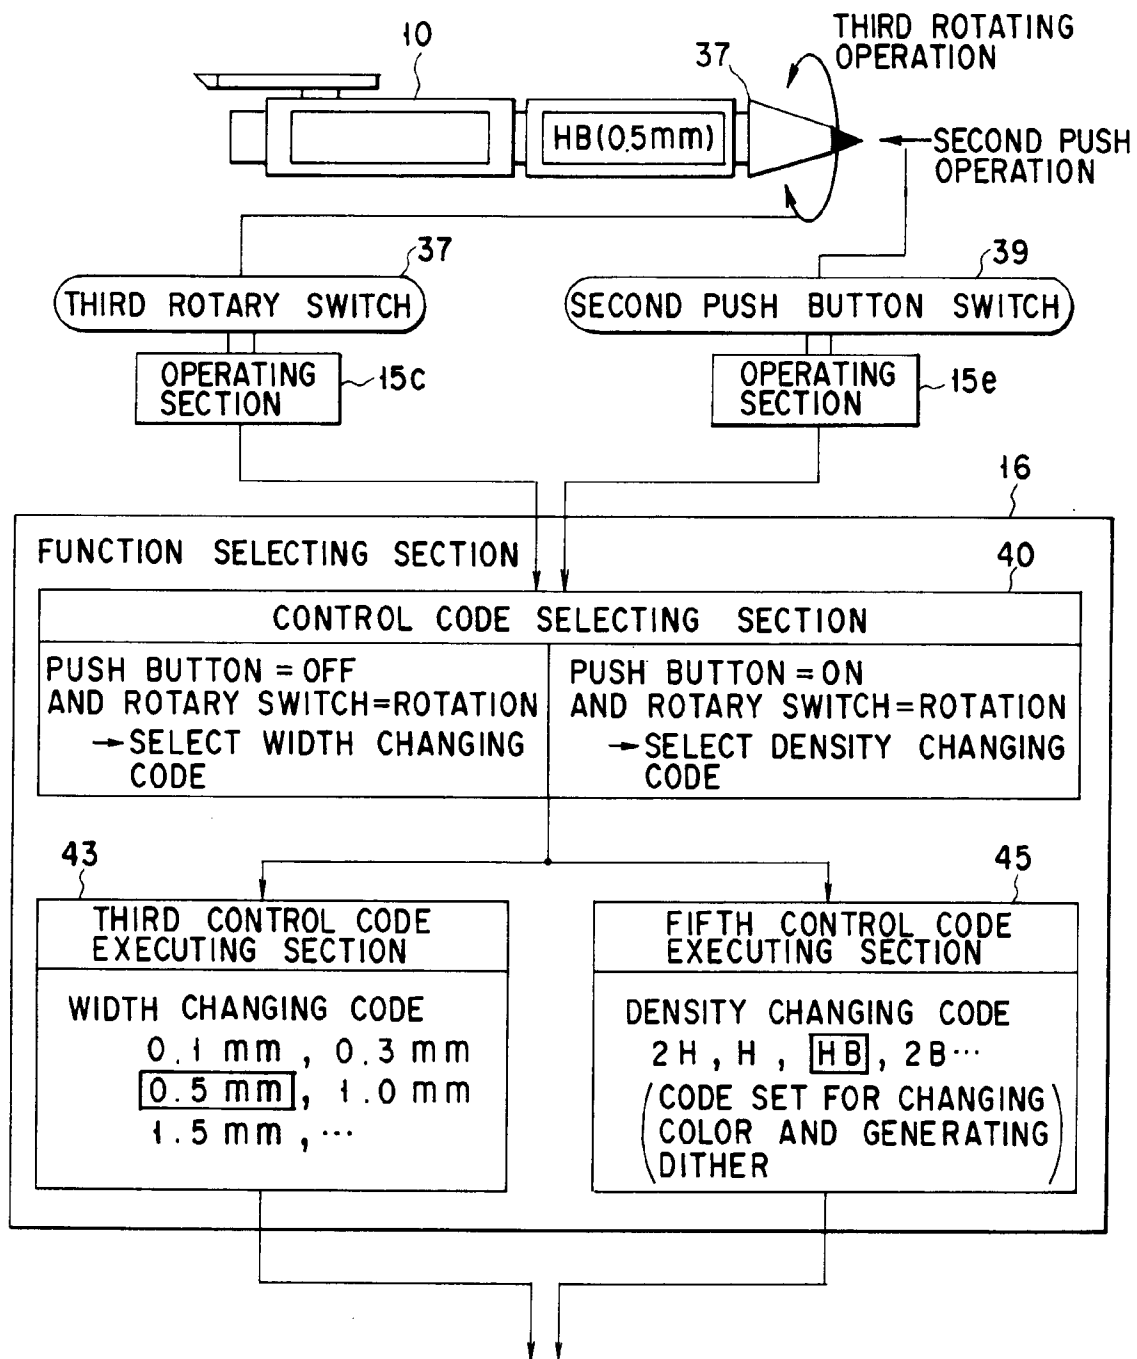 10
THIRD ROTATING
OPERATION
37
HB(0.5mm)
SECOND PUSH
OPERATION
37
39
THIRD ROTARY SWITCH
SECOND PUSH BUTTON SWITCH
OPERATING
SECTION
15c
OPERATING
SECTION
15e
16
FUNCTION SELECTING SECTION
40
CONTROL CODE SELECTING SECTION
PUSH BUTTON = OFF
AND ROTARY SWITCH=ROTATION
→ SELECT WIDTH CHANGING
CODE
PUSH BUTTON = ON
AND ROTARY SWITCH=ROTATION
→ SELECT DENSITY CHANGING
CODE
43
THIRD CONTROL CODE
EXECUTING SECTION
WIDTH CHANGING CODE
0.1 mm , 0.3 mm
0.5 mm , 1.0 mm
1.5 mm , ...
45
FIFTH CONTROL CODE
EXECUTING SECTION
DENSITY CHANGING CODE
2H , H , HB , 2B...
(CODE SET FOR CHANGING
COLOR AND GENERATING
DITHER)